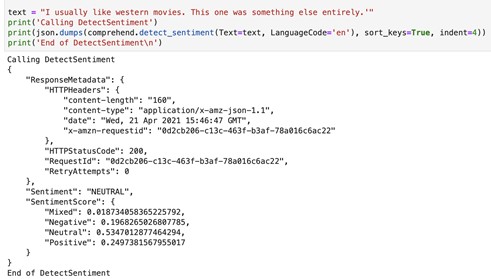 text = "I usually like western movies. This one was something else entirely.'"
print('Calling DetectSentiment')
print(json.dumps(comprehend.detect_sentiment(Text=text, LanguageCode='en'), sort_keys=True, indent=4))
print('End of DetectSentiment\n')
Calling DetectSentiment
{
    "ResponseMetadata": {
        "HTTPHeaders": {
            "content-length": "160",
            "content-type": "application/x-amz-json-1.1",
            "date": "Wed, 21 Apr 2021 15:46:47 GMT",
            "x-amzn-requestid": "0d2cb206-c13c-463f-b3af-78a016c6ac22"
        },
        "HTTPStatusCode": 200,
        "RequestId": "0d2cb206-c13c-463f-b3af-78a016c6ac22",
        "RetryAttempts": 0
    },
    "Sentiment": "NEUTRAL",
    "SentimentScore": {
        "Mixed": 0.018734058365225792,
        "Negative": 0.1968265026807785,
        "Neutral": 0.5347012877464294,
        "Positive": 0.2497381567955017
    }
}
End of DetectSentiment